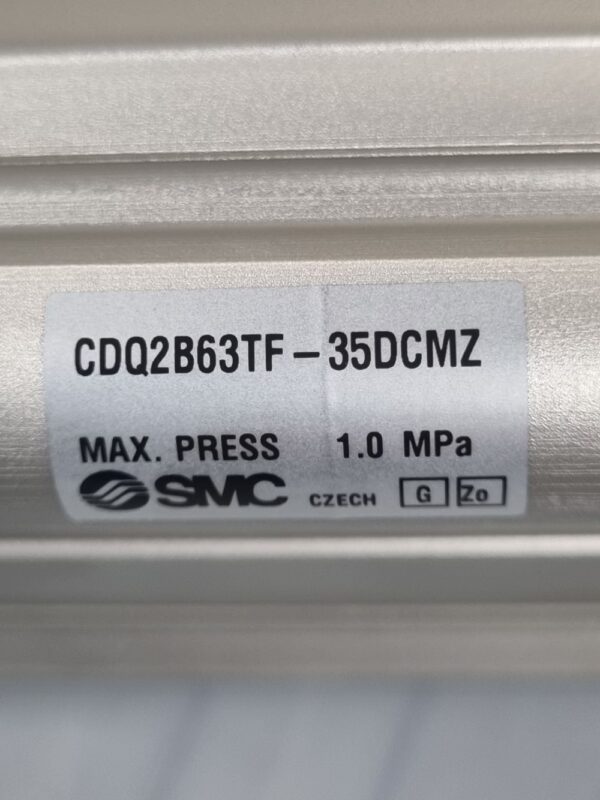 CDQ2B63TF-35DCMZ
MAX. PRESS 1.0 MPa
SMC CZECH G Zo